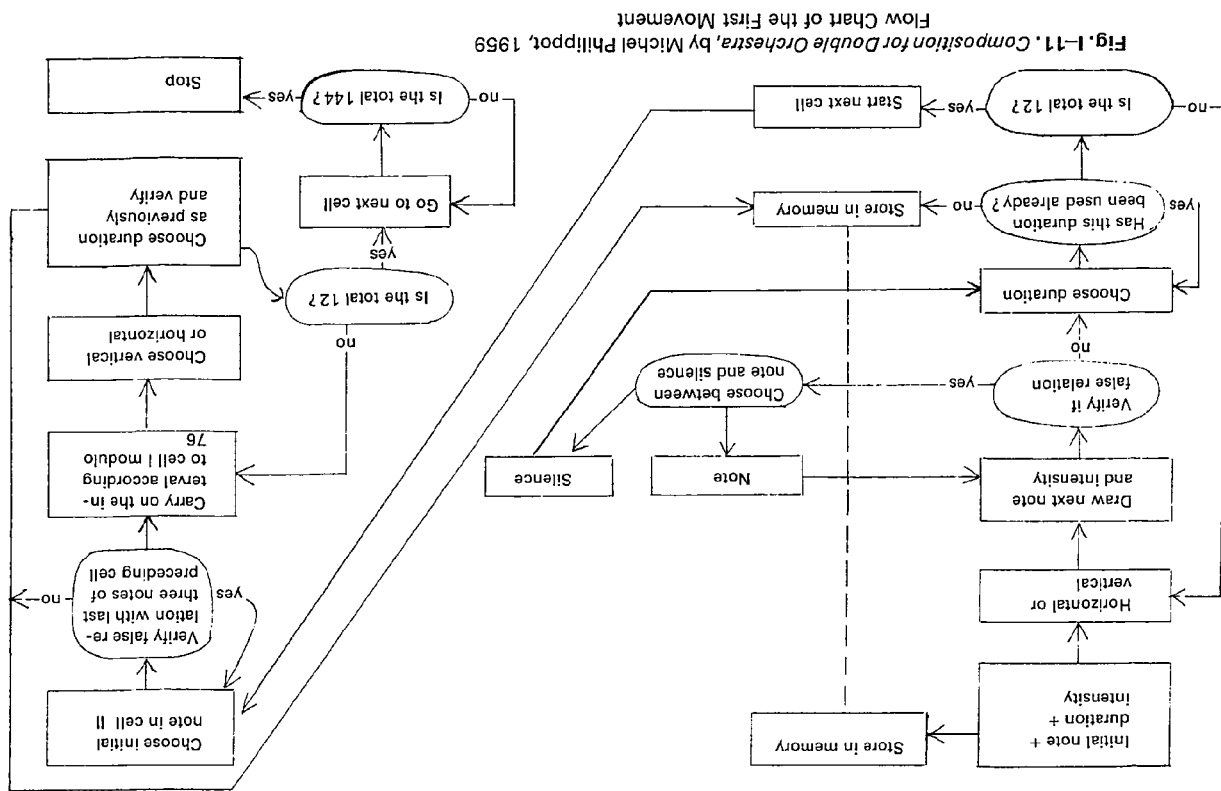 Initial note +
duration +
intensity
Store in memory
Horizontal or
vertical
Draw next note
and intensity
Note
Silence
Verify if
false relation
yes
Choose between
note and silence
no
Choose duration
Has this duration
been used already?
yes
no
Store in memory
Is the total 12?
no
yes
Start next cell
Choose initial
note in cell II
Verify false re-
lation with last
three notes of
preceding cell
yes
no
Carry on the in-
terval according
to cell I modulo
76
Choose vertical
or horizontal
no
Choose duration
as previously
and verify
Is the total 12?
yes
Go to next cell
Is the total 144?
no
yes
Stop
Fig. I–11. Composition for Double Orchestra, by Michel Philippot, 1959
Flow Chart of the First Movement